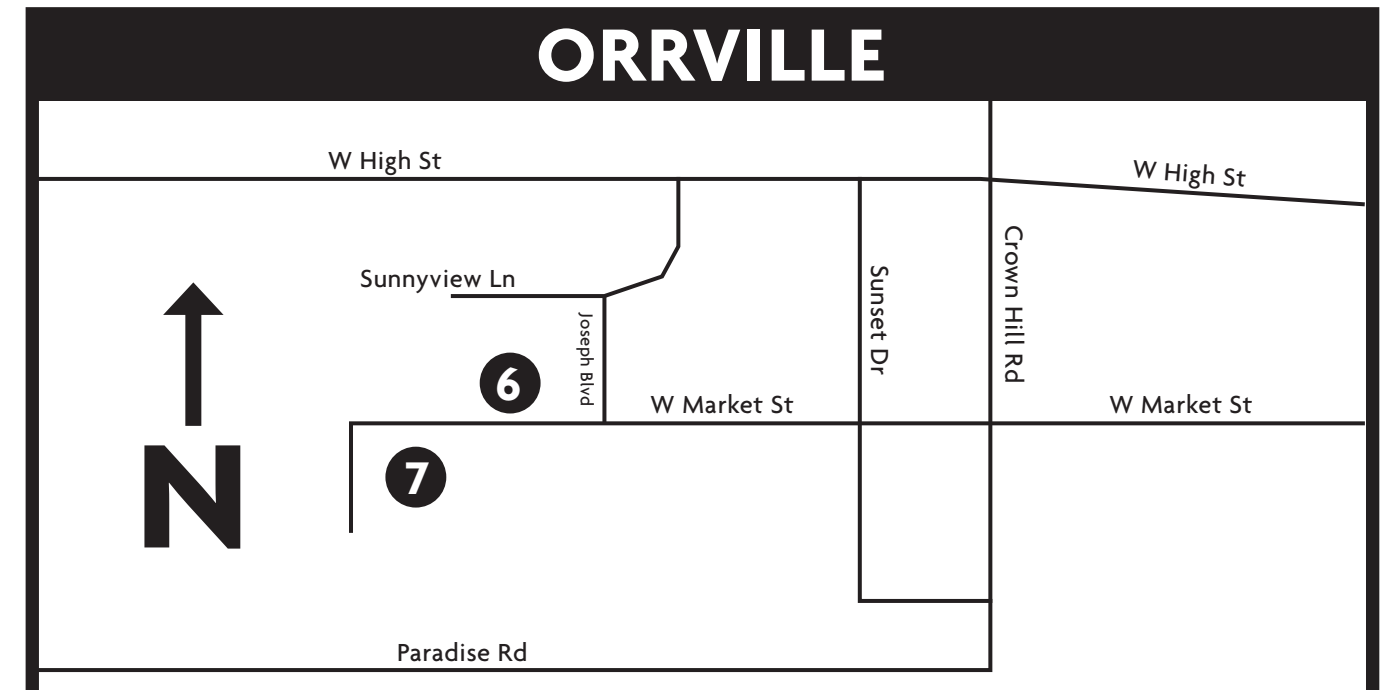 ORRVILLE
W High St
W High St
Sunnyview Ln
Joseph Blvd
Sunset Dr
Crown Hill Rd
6
W Market St
W Market St
N
7
Paradise Rd